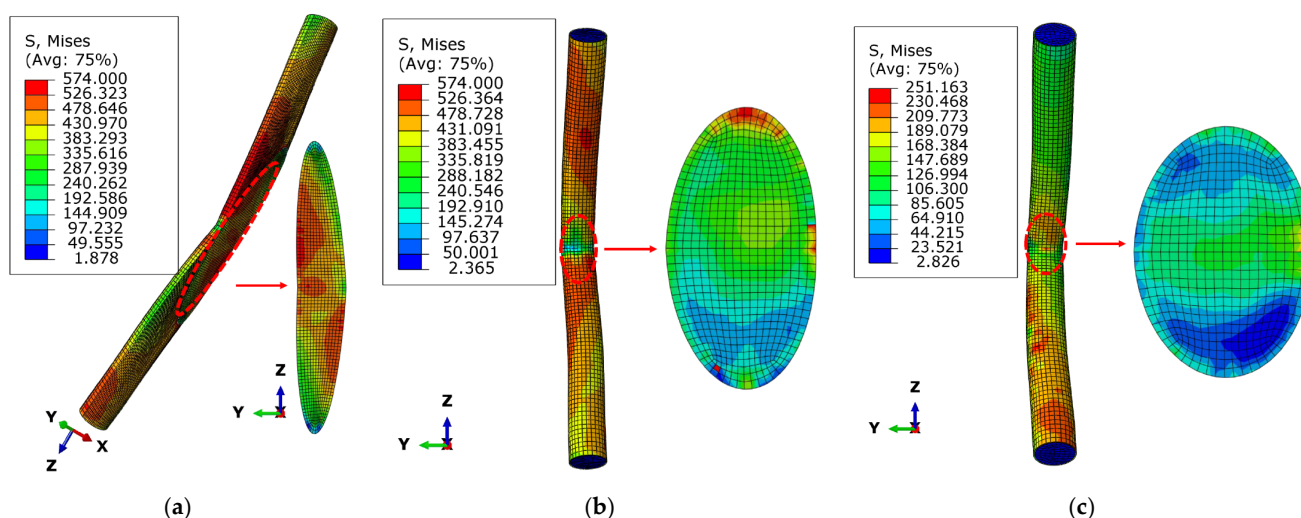 S, Mises
(Avg: 75%)
574.000
526.323
478.646
430.970
383.293
335.616
287.939
240.262
192.586
144.909
97.232
49.555
1.878
Y
X
Z
Z
Y
(a)
S, Mises
(Avg: 75%)
574.000
526.364
478.728
431.091
383.455
335.819
288.182
240.546
192.910
145.274
97.637
50.001
2.365
Z
Y
(b)
S, Mises
(Avg: 75%)
251.163
230.468
209.773
189.079
168.384
147.689
126.994
106.300
85.605
64.910
44.215
23.521
2.826
Z
Y
(c)